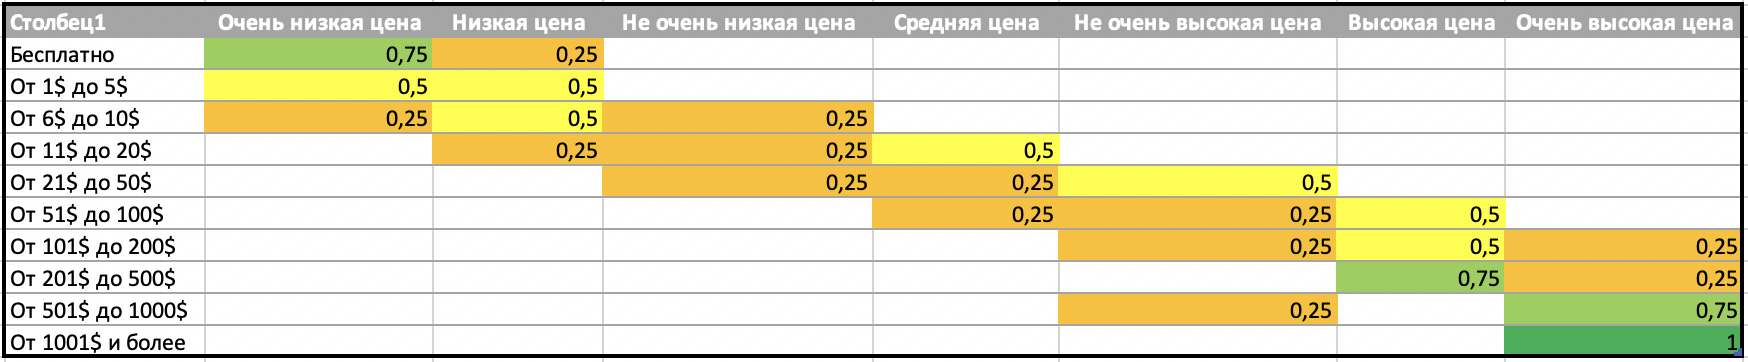 Столбец1 Очень низкая цена Низкая цена Не очень низкая цена Средняя цена Не очень высокая цена Высокая цена Очень высокая цена
Бесплатно 0,75 0,25
От 1$ до 5$ 0,5 0,5
От 6$ до 10$ 0,25 0,5 0,25
От 11$ до 20$ 0,25 0,25 0,5
От 21$ до 50$ 0,25 0,25 0,5
От 51$ до 100$ 0,25 0,25 0,5
От 101$ до 200$ 0,25 0,5 0,25
От 201$ до 500$ 0,75 0,25
От 501$ до 1000$ 0,25 0,75
От 1001$ и более 1